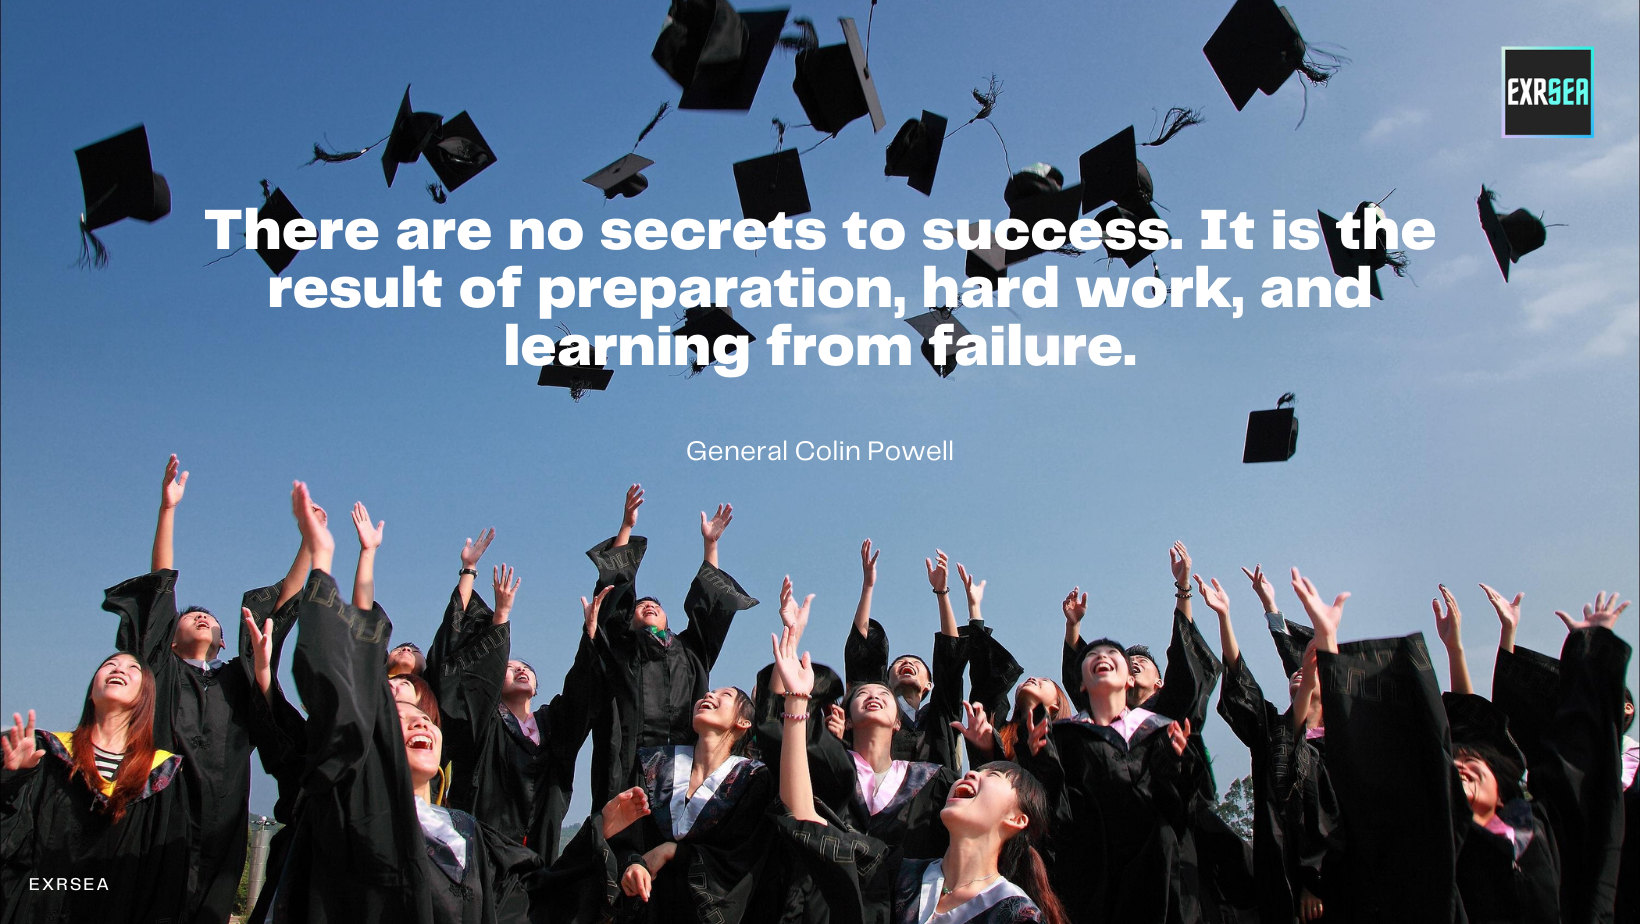 EXRSEA
There are no secrets to success. It is the
result of preparation, hard work, and
learning from failure.
General Colin Powell
EXRSEA